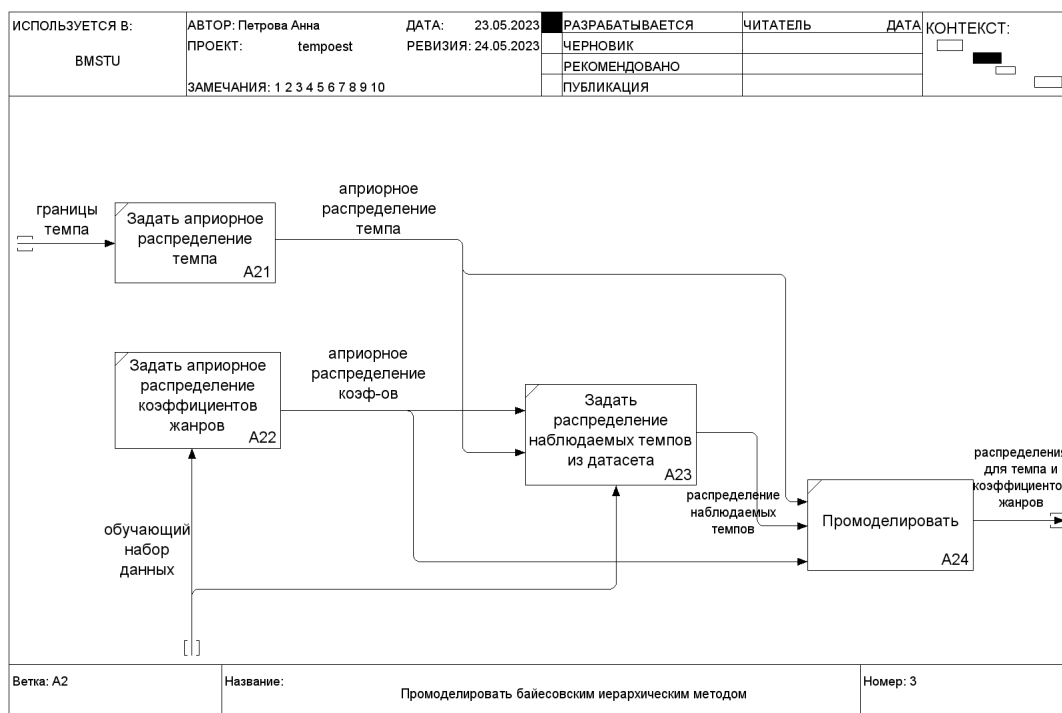 ИСПОЛЬЗУЕТСЯ В:
BMSTU
АВТОР: Петрова Анна
ДАТА: 23.05.2023
ПРОЕКТ: tempoest
РЕВИЗИЯ: 24.05.2023
ЗАМЕЧАНИЯ: 1 2 3 4 5 6 7 8 9 10
РАЗРАБАТЫВАЕТСЯ
ЧЕРНОВИК
РЕКОМЕНДОВАНО
ПУБЛИКАЦИЯ
ЧИТАТЕЛЬ
ДАТА
КОНТЕКСТ:
границы
темпа
Задать априорное
распределение
темпа
A21
априорное
распределение
темпа
Задать априорное
распределение
коэффициентов
жанров
A22
априорное
распределение
коэф-ов
Задать
распределение
наблюдаемых темпов
из датасета
A23
распределение
наблюдаемых
темпов
Промоделировать
A24
распределения
для темпа и
коэффициенто
жанров
обучающий
набор
данных
Ветка: A2
Название:
Промоделировать байесовским иерархическим методом
Номер: 3